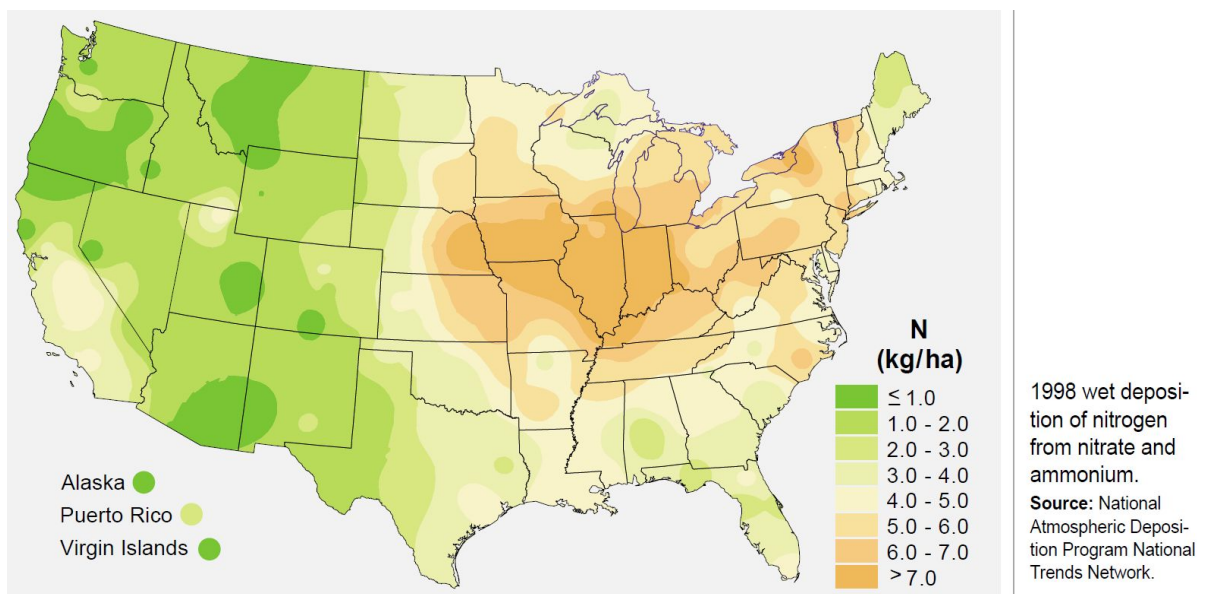 N
(kg/ha)
≤ 1.0
1.0 - 2.0
2.0 - 3.0
3.0 - 4.0
4.0 - 5.0
5.0 - 6.0
6.0 - 7.0
> 7.0
Alaska
Puerto Rico
Virgin Islands
1998 wet deposi-
tion of nitrogen
from nitrate and
ammonium.
Source: National
Atmospheric Deposi-
tion Program National
Trends Network.